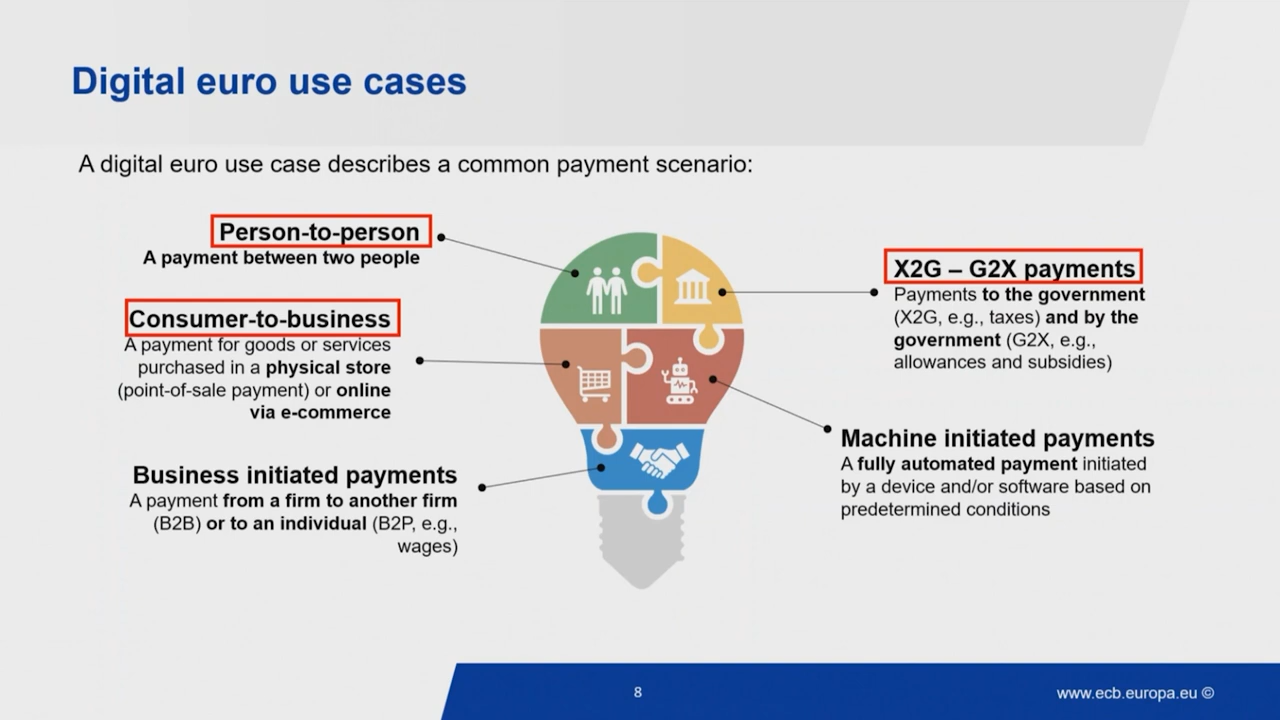 Digital euro use cases
A digital euro use case describes a common payment scenario:
Person-to-person
A payment between two people
Consumer-to-business
A payment for goods or services
purchased in a physical store
(point-of-sale payment) or online
via e-commerce
Business initiated payments
A payment from a firm to another firm
(B2B) or to an individual (B2P, e.g.,
wages)
X2G – G2X payments
Payments to the government
(X2G, e.g., taxes) and by the
government (G2X, e.g.,
allowances and subsidies)
Machine initiated payments
A fully automated payment initiated
by a device and/or software based on
predetermined conditions
8
www.ecb.europa.eu ©